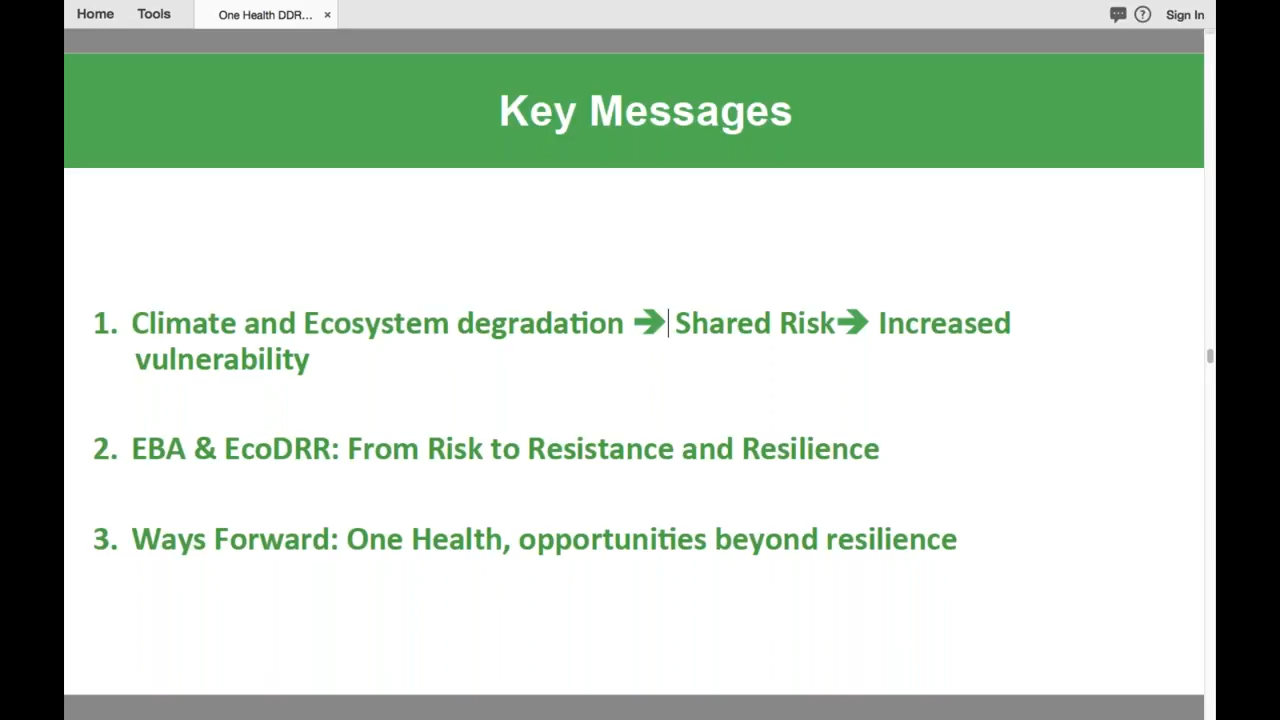 Home Tools One Health DDR... × ? Sign In
Key Messages
1. Climate and Ecosystem degradation ➔ Shared Risk➔ Increased
vulnerability
2. EBA & EcoDRR: From Risk to Resistance and Resilience
3. Ways Forward: One Health, opportunities beyond resilience